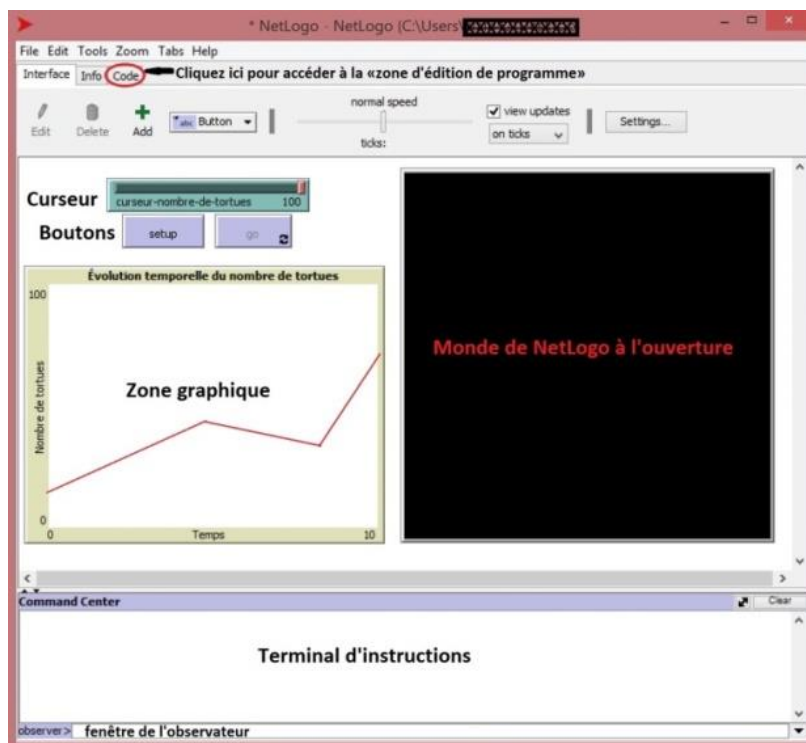 * NetLogo - NetLogo {C:\Users\
File Edit Tools Zoom Tabs Help
Interface Info Code Cliquez ici pour accéder à la «zone d'édition de programme»
Edit Delete Add abc Button normal speed ticks: view updates on ticks Settings...
Curseur curseur-nombre-de-tortues 100
Boutons setup go
Évolution temporelle du nombre de tortues
100
Nombre de tortues
Zone graphique
0
0 Temps 10
Monde de NetLogo à l'ouverture
Command Center Clear
Terminal d'instructions
observer> fenêtre de l'observateur